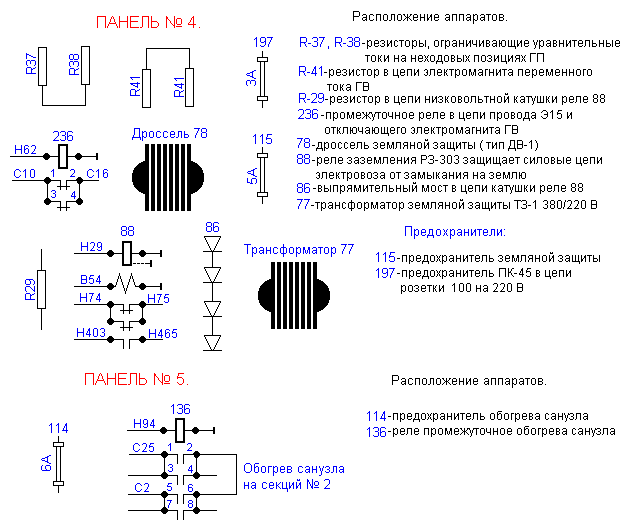 ПАНЕЛЬ № 4.
Расположение аппаратов.
R37
R38
R41
R41
197
3А
R-37, R-38-резисторы, ограничивающие уравнительные
токи на неходовых позициях ГП
R-41-резистор в цепи электромагнита переменного
тока ГВ
R-29-резистор в цепи низковольтной катушки реле 88
236-промежуточное реле в цепи провода Э15 и
отключающего электромагнита ГВ
78-дроссель земляной защиты ( тип ДВ-1)
88-реле заземления РЗ-303 защищает силовые цепи
электровоза от замыкания на землю
86-выпрямительный мост в цепи катушки реле 88
77-трансформатор земляной защиты ТЗ-1 380/220 В
236
Н62
С10
1
2
С16
3
4
Дроссель 78
115
5А
Предохранители:
115-предохранитель земляной защиты
197-предохранитель ПК-45 в цепи
розетки 100 на 220 В
R29
88
Н29
В54
Н74
Н75
Н403
Н465
86
Трансформатор 77
ПАНЕЛЬ № 5.
Расположение аппаратов.
114
6А
136
Н94
С25
1
2
3
4
С2
5
6
7
8
Обогрев санузла
на секций № 2
114-предохранитель обогрева санузла
136-реле промежуточное обогрева санузла